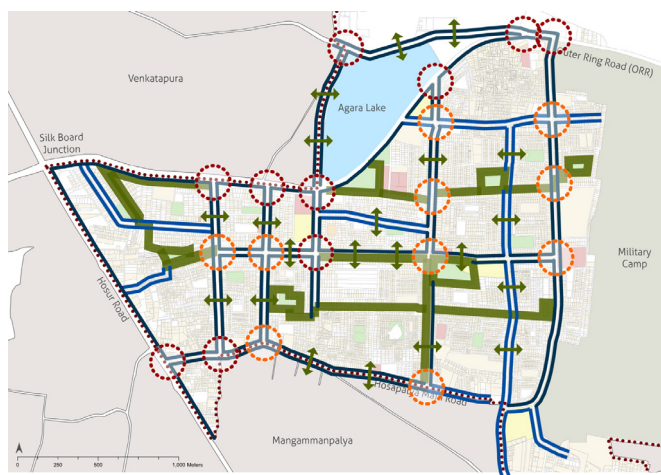 Outer Ring Road (ORR)
Venkatapura
Agara Lake
Silk Board
Junction
Military
Camp
Hosur Road
Hosapalya Main Road
Mangammanpalya
0 250 500 1,000 Meters